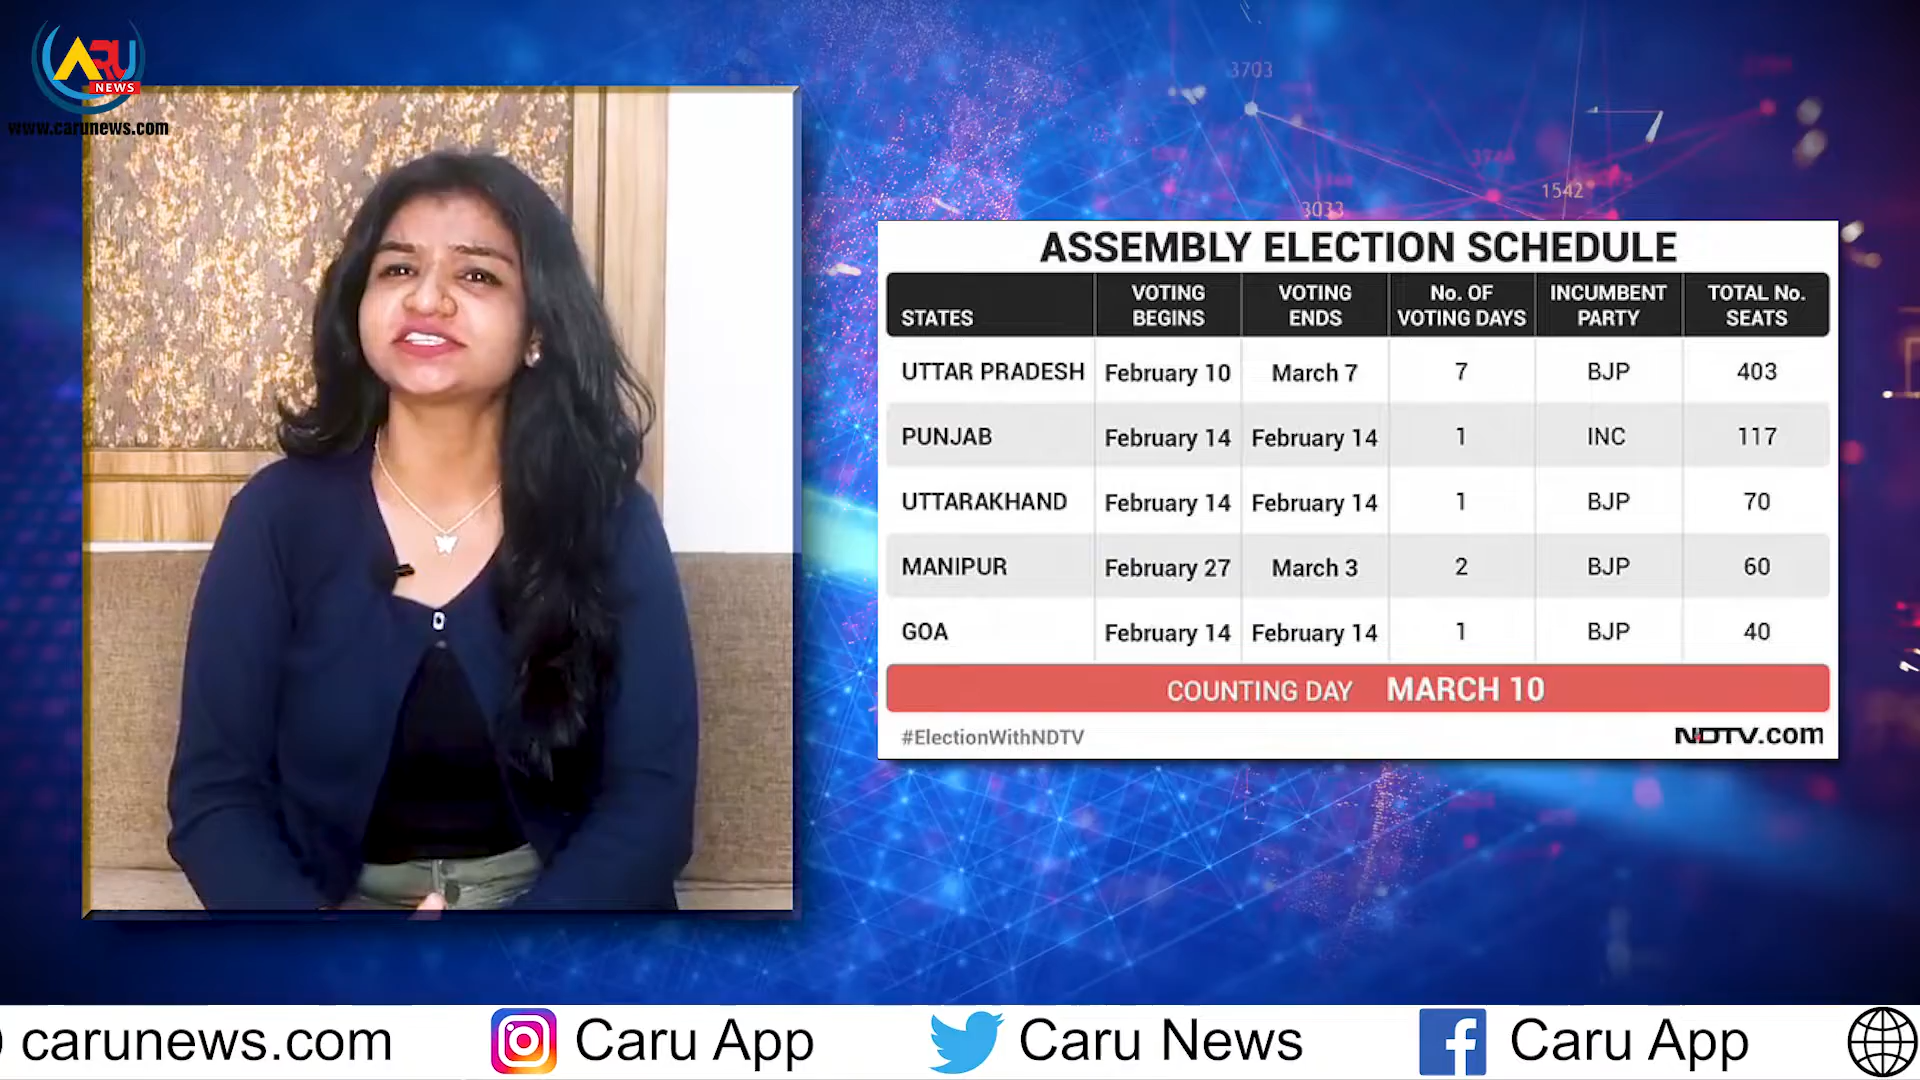 ARU
NEWS
www.carunews.com
3703
1542
3033
ASSEMBLY ELECTION SCHEDULE
STATES VOTING BEGINS VOTING ENDS No. OF VOTING DAYS INCUMBENT PARTY TOTAL No. SEATS
UTTAR PRADESH February 10 March 7 7 BJP 403
PUNJAB February 14 February 14 1 INC 117
UTTARAKHAND February 14 February 14 1 BJP 70
MANIPUR February 27 March 3 2 BJP 60
GOA February 14 February 14 1 BJP 40
COUNTING DAY MARCH 10
#ElectionWithNDTV NDTV.com
carunews.com Caru App Caru News Caru App